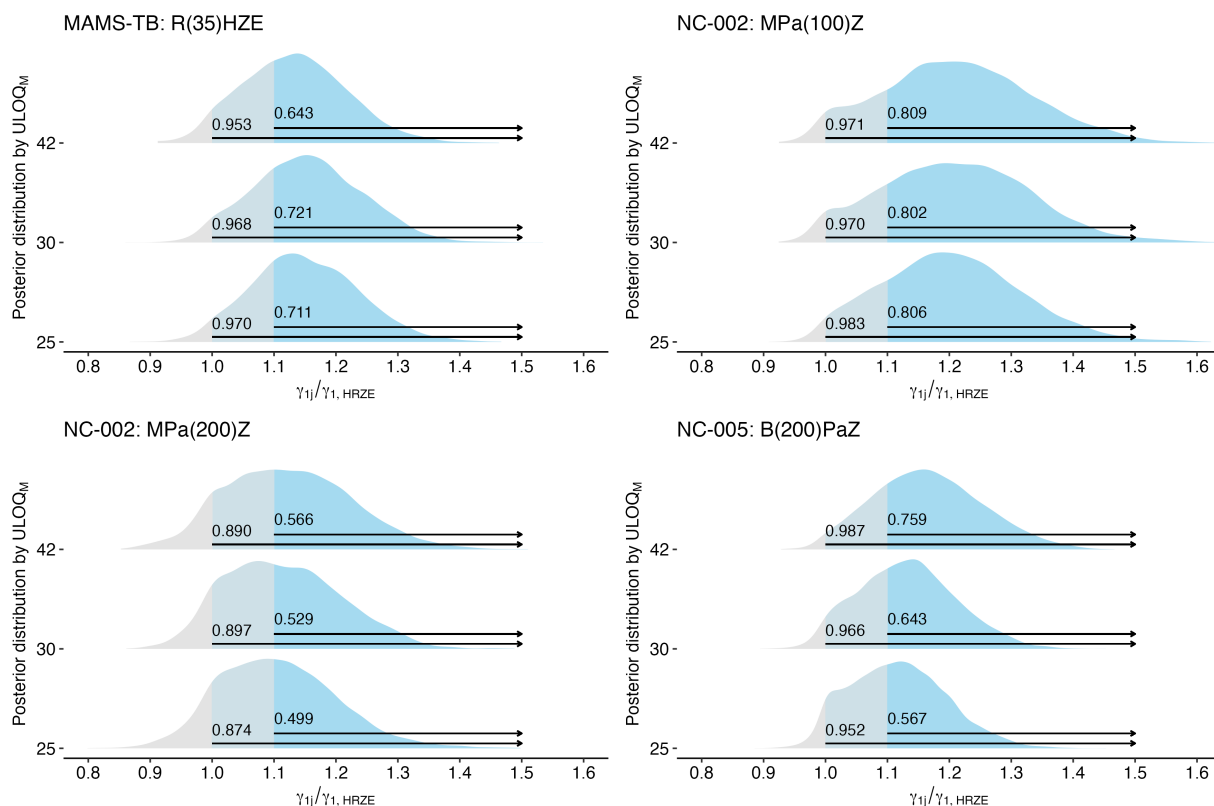 MAMS-TB: R(35)HZE
Posterior distribution by ULOQM
42
0.953
0.643
30
0.968
0.721
25
0.970
0.711
0.8 0.9 1.0 1.1 1.2 1.3 1.4 1.5 1.6
γ1j/γ1, HRZE
NC-002: MPa(100)Z
Posterior distribution by ULOQM
42
0.971
0.809
30
0.970
0.802
25
0.983
0.806
0.8 0.9 1.0 1.1 1.2 1.3 1.4 1.5 1.6
γ1j/γ1, HRZE
NC-002: MPa(200)Z
Posterior distribution by ULOQM
42
0.890
0.566
30
0.897
0.529
25
0.874
0.499
0.8 0.9 1.0 1.1 1.2 1.3 1.4 1.5 1.6
γ1j/γ1, HRZE
NC-005: B(200)PaZ
Posterior distribution by ULOQM
42
0.987
0.759
30
0.966
0.643
25
0.952
0.567
0.8 0.9 1.0 1.1 1.2 1.3 1.4 1.5 1.6
γ1j/γ1, HRZE